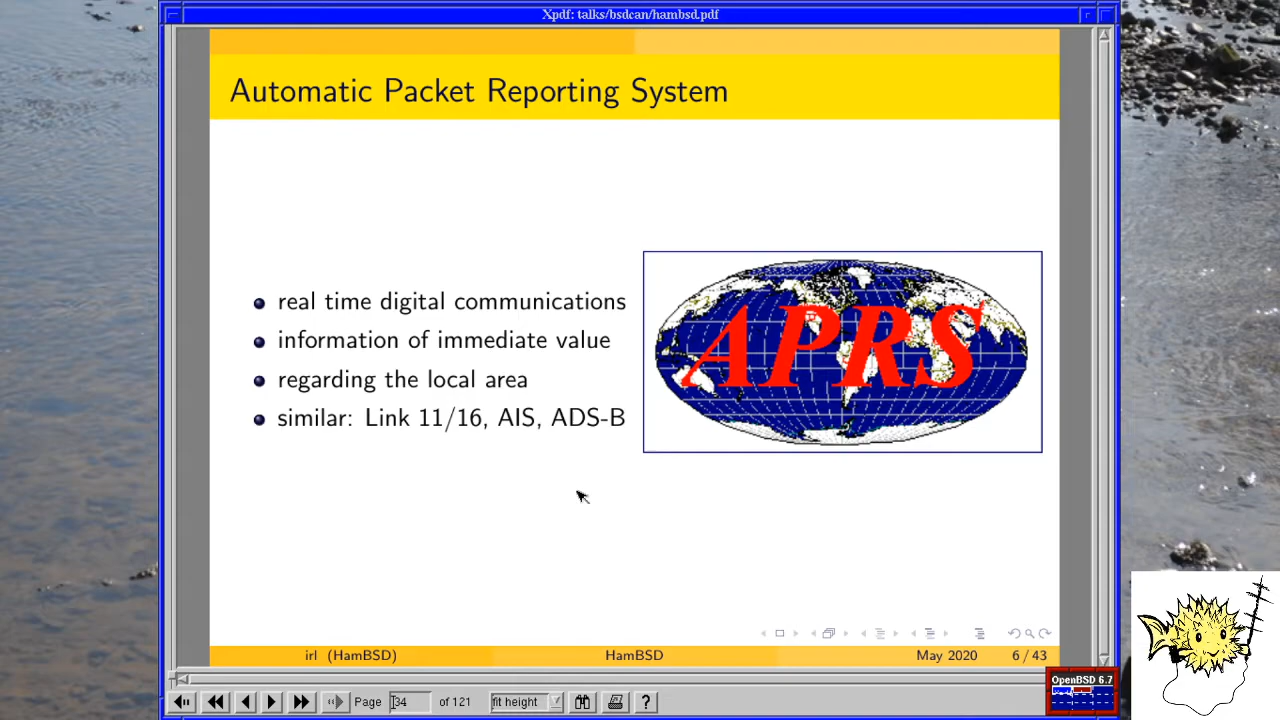 Xpdf: talks/bsdcan/hambsd.pdf
Automatic Packet Reporting System
real time digital communications
information of immediate value
regarding the local area
similar: Link 11/16, AIS, ADS-B
APRS
irl (HamBSD) HamBSD May 2020 6 / 43
OpenBSD 6.7
Page 34 of 121 fit height ?